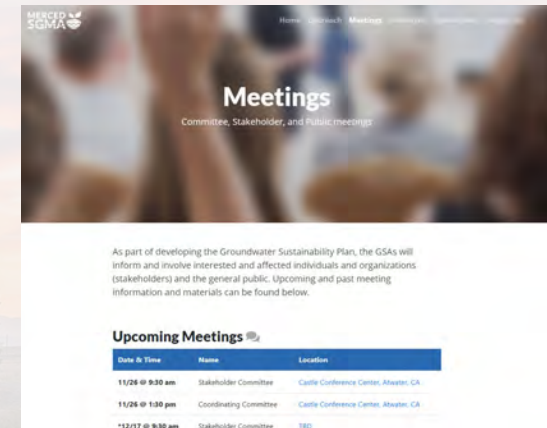 MERCED
SGMA
Home Outreach Meetings
Meetings
Committee, Stakeholder, and Public meetings
As part of developing the Groundwater Sustainability Plan, the GSAs will
inform and involve interested and affected individuals and organizations
(stakeholders) and the general public. Upcoming and past meeting
information and materials can be found
below.
Upcoming Meetings
Date & Time Name Location
11/26 @ 9:30 am Stakeholder Committee Castle Conference Center, Atwater, CA
11/26 @ 1:30 pm Coordinating Committee Castle Conference Center, Atwater, CA
*12/17 @ 9:30 am Stakeholder Committee TBD